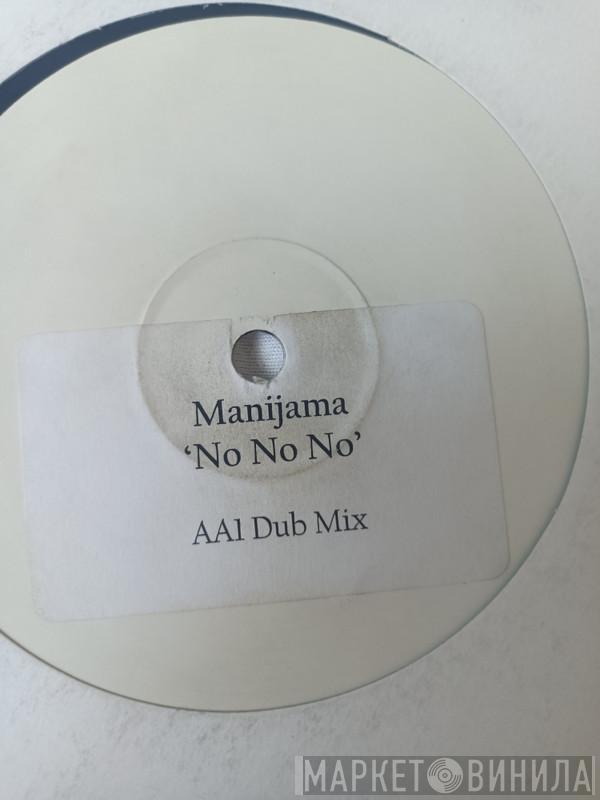 Manijama
‘No No No’
AA1 Dub Mix
МАРКЕТ ВИНИЛА